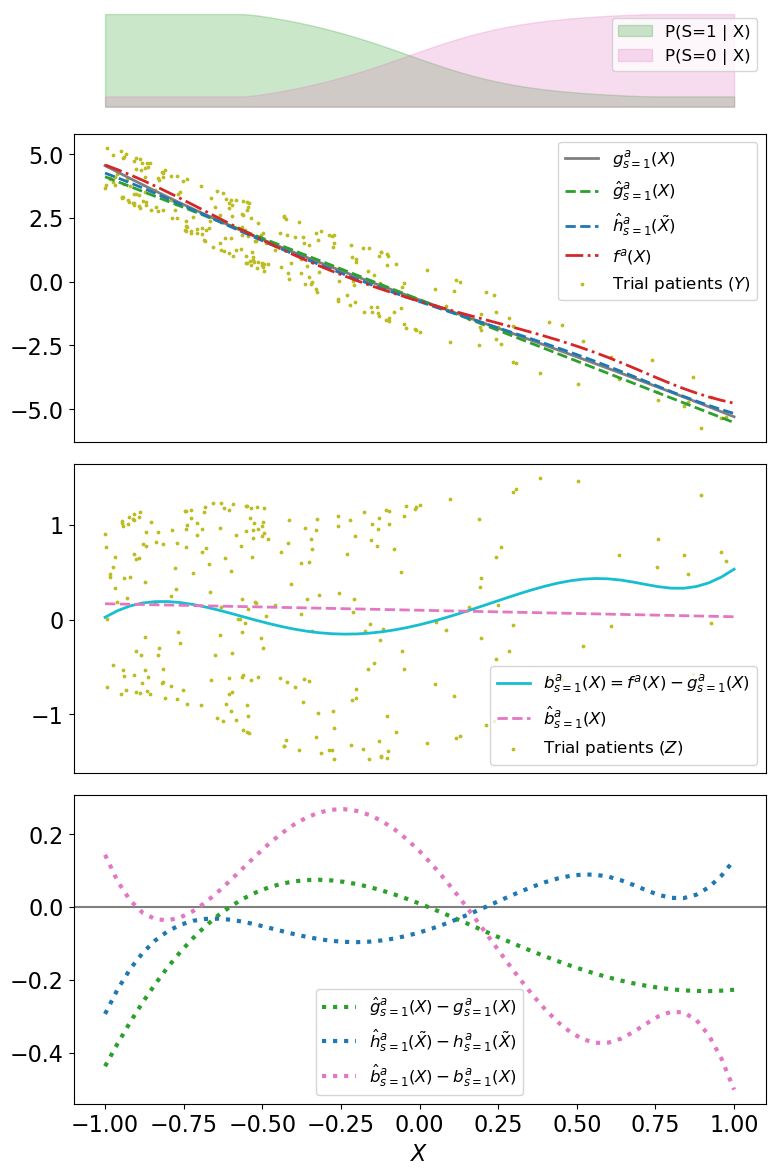 P(S=1 | X)
P(S=0 | X)
5.0
2.5
0.0
−2.5
−5.0
g^a_{s=1}(X)
ĝ^a_{s=1}(X)
ĥ^a_{s=1}(X̃)
f^a(X)
Trial patients (Y)
1
0
−1
b^a_{s=1}(X) = f^a(X) − g^a_{s=1}(X)
b̂^a_{s=1}(X)
Trial patients (Z)
0.2
0.0
−0.2
−0.4
ĝ^a_{s=1}(X) − g^a_{s=1}(X)
ĥ^a_{s=1}(X̃) − h^a_{s=1}(X̃)
b̂^a_{s=1}(X) − b^a_{s=1}(X)
−1.00 −0.75 −0.50 −0.25 0.00 0.25 0.50 0.75 1.00
X